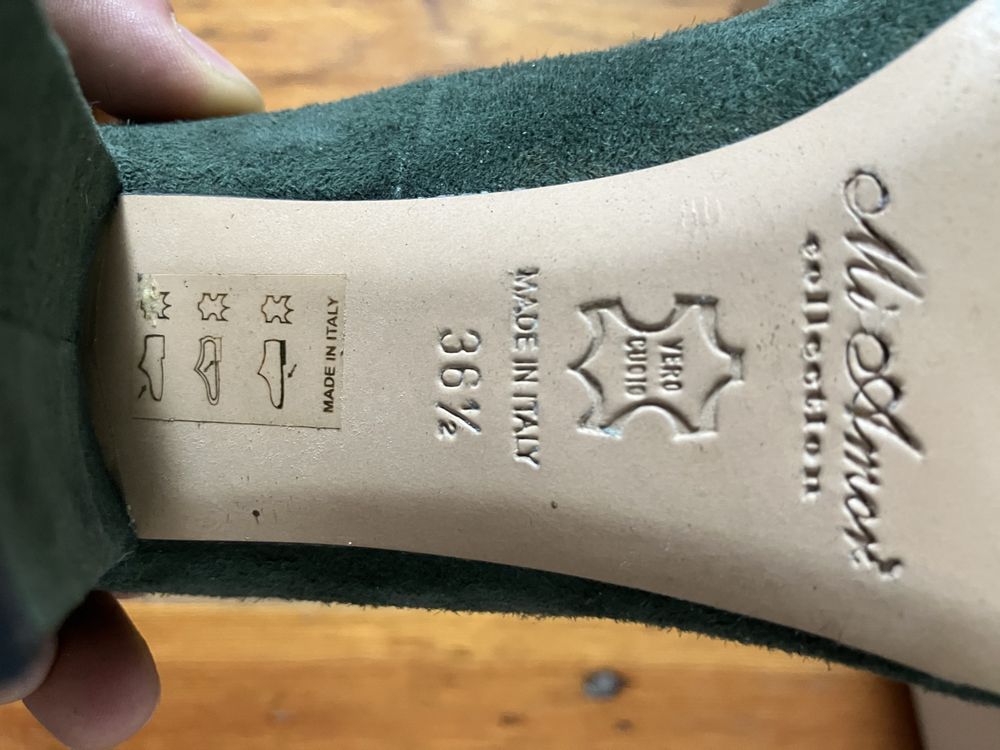 Mi Amor
collection
VERO
CUOIO
MADE IN ITALY
36½
MADE IN ITALY